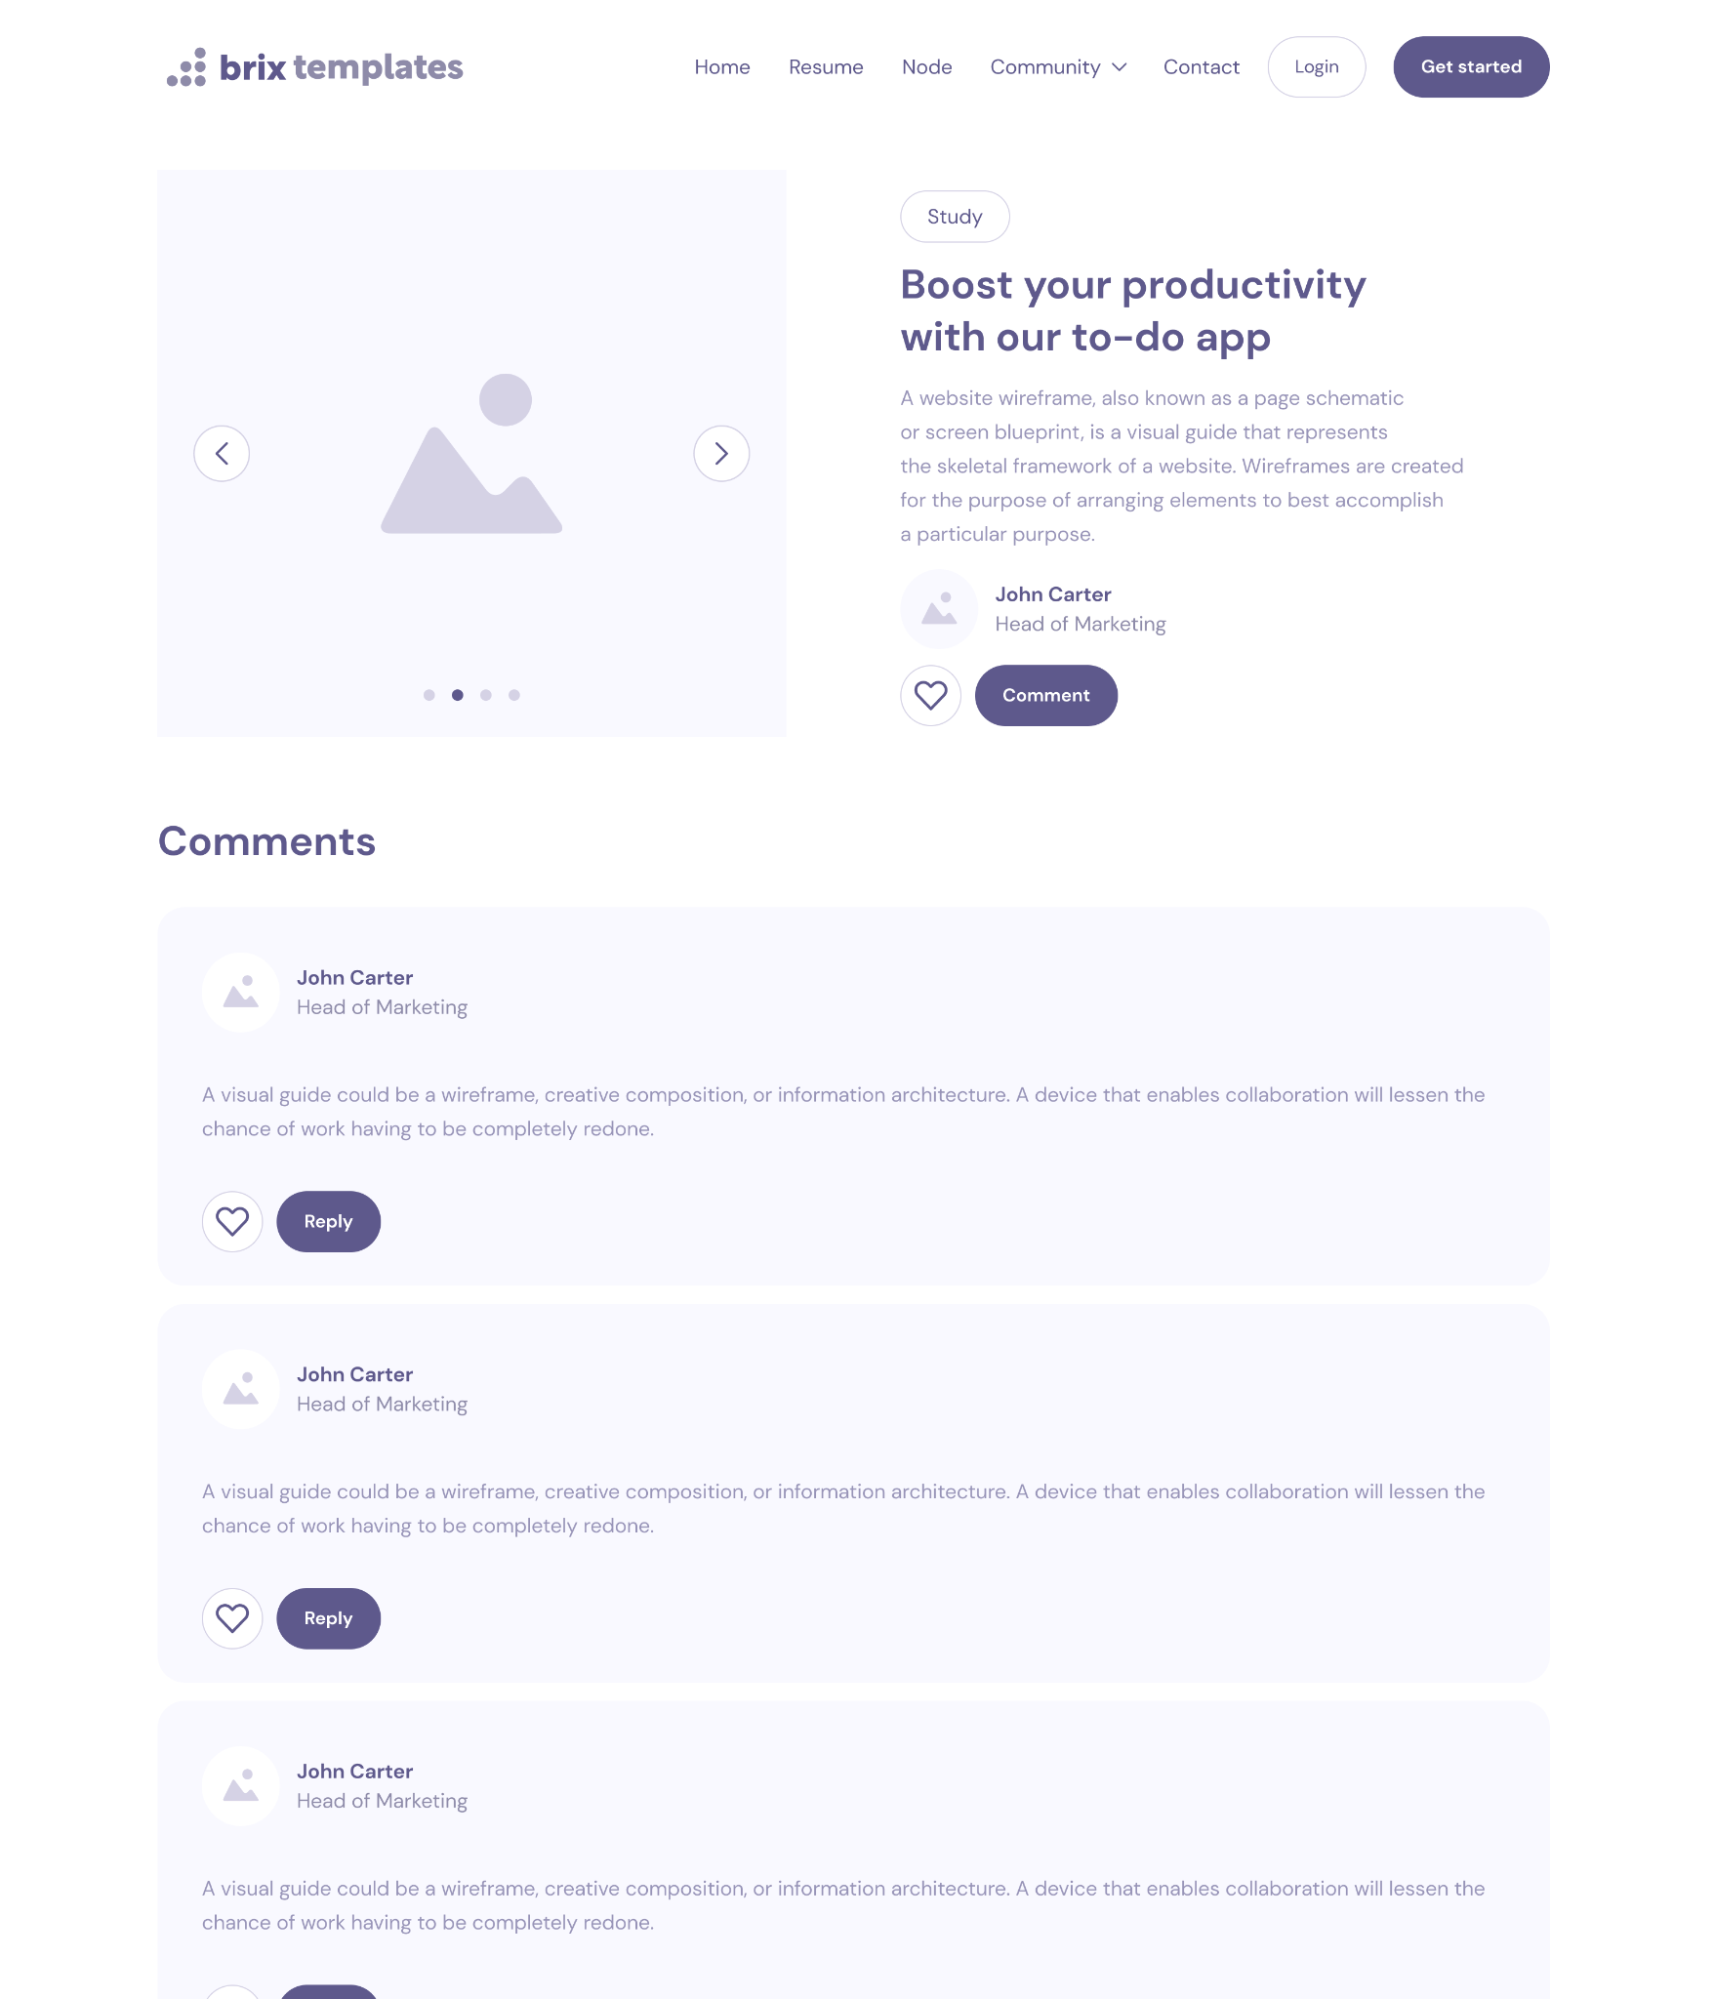 brix templates
Home Resume Node Community Contact Login Get started
Study
Boost your productivity
with our to-do app
A website wireframe, also known as a page schematic
or screen blueprint, is a visual guide that represents
the skeletal framework of a website. Wireframes are created
for the purpose of arranging elements to best accomplish
a particular purpose.
John Carter
Head of Marketing
Comment
Comments
John Carter
Head of Marketing
A visual guide could be a wireframe, creative composition, or information architecture. A device that enables collaboration will lessen the
chance of work having to be completely redone.
Reply
John Carter
Head of Marketing
A visual guide could be a wireframe, creative composition, or information architecture. A device that enables collaboration will lessen the
chance of work having to be completely redone.
Reply
John Carter
Head of Marketing
A visual guide could be a wireframe, creative composition, or information architecture. A device that enables collaboration will lessen the
chance of work having to be completely redone.